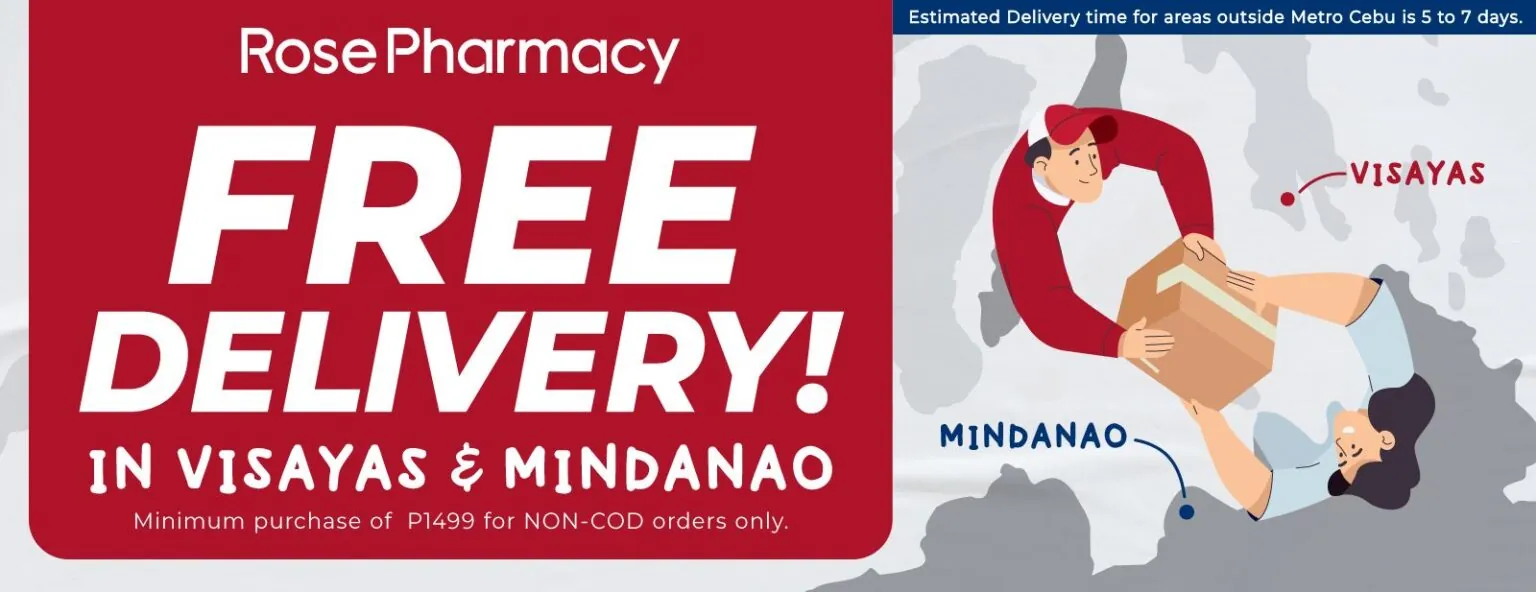 Rose Pharmacy
FREE
DELIVERY!
IN VISAYAS & MINDANAO
Minimum purchase of P1499 for NON-COD orders only.
Estimated Delivery time for areas outside Metro Cebu is 5 to 7 days.
VISAYAS
MINDANAO